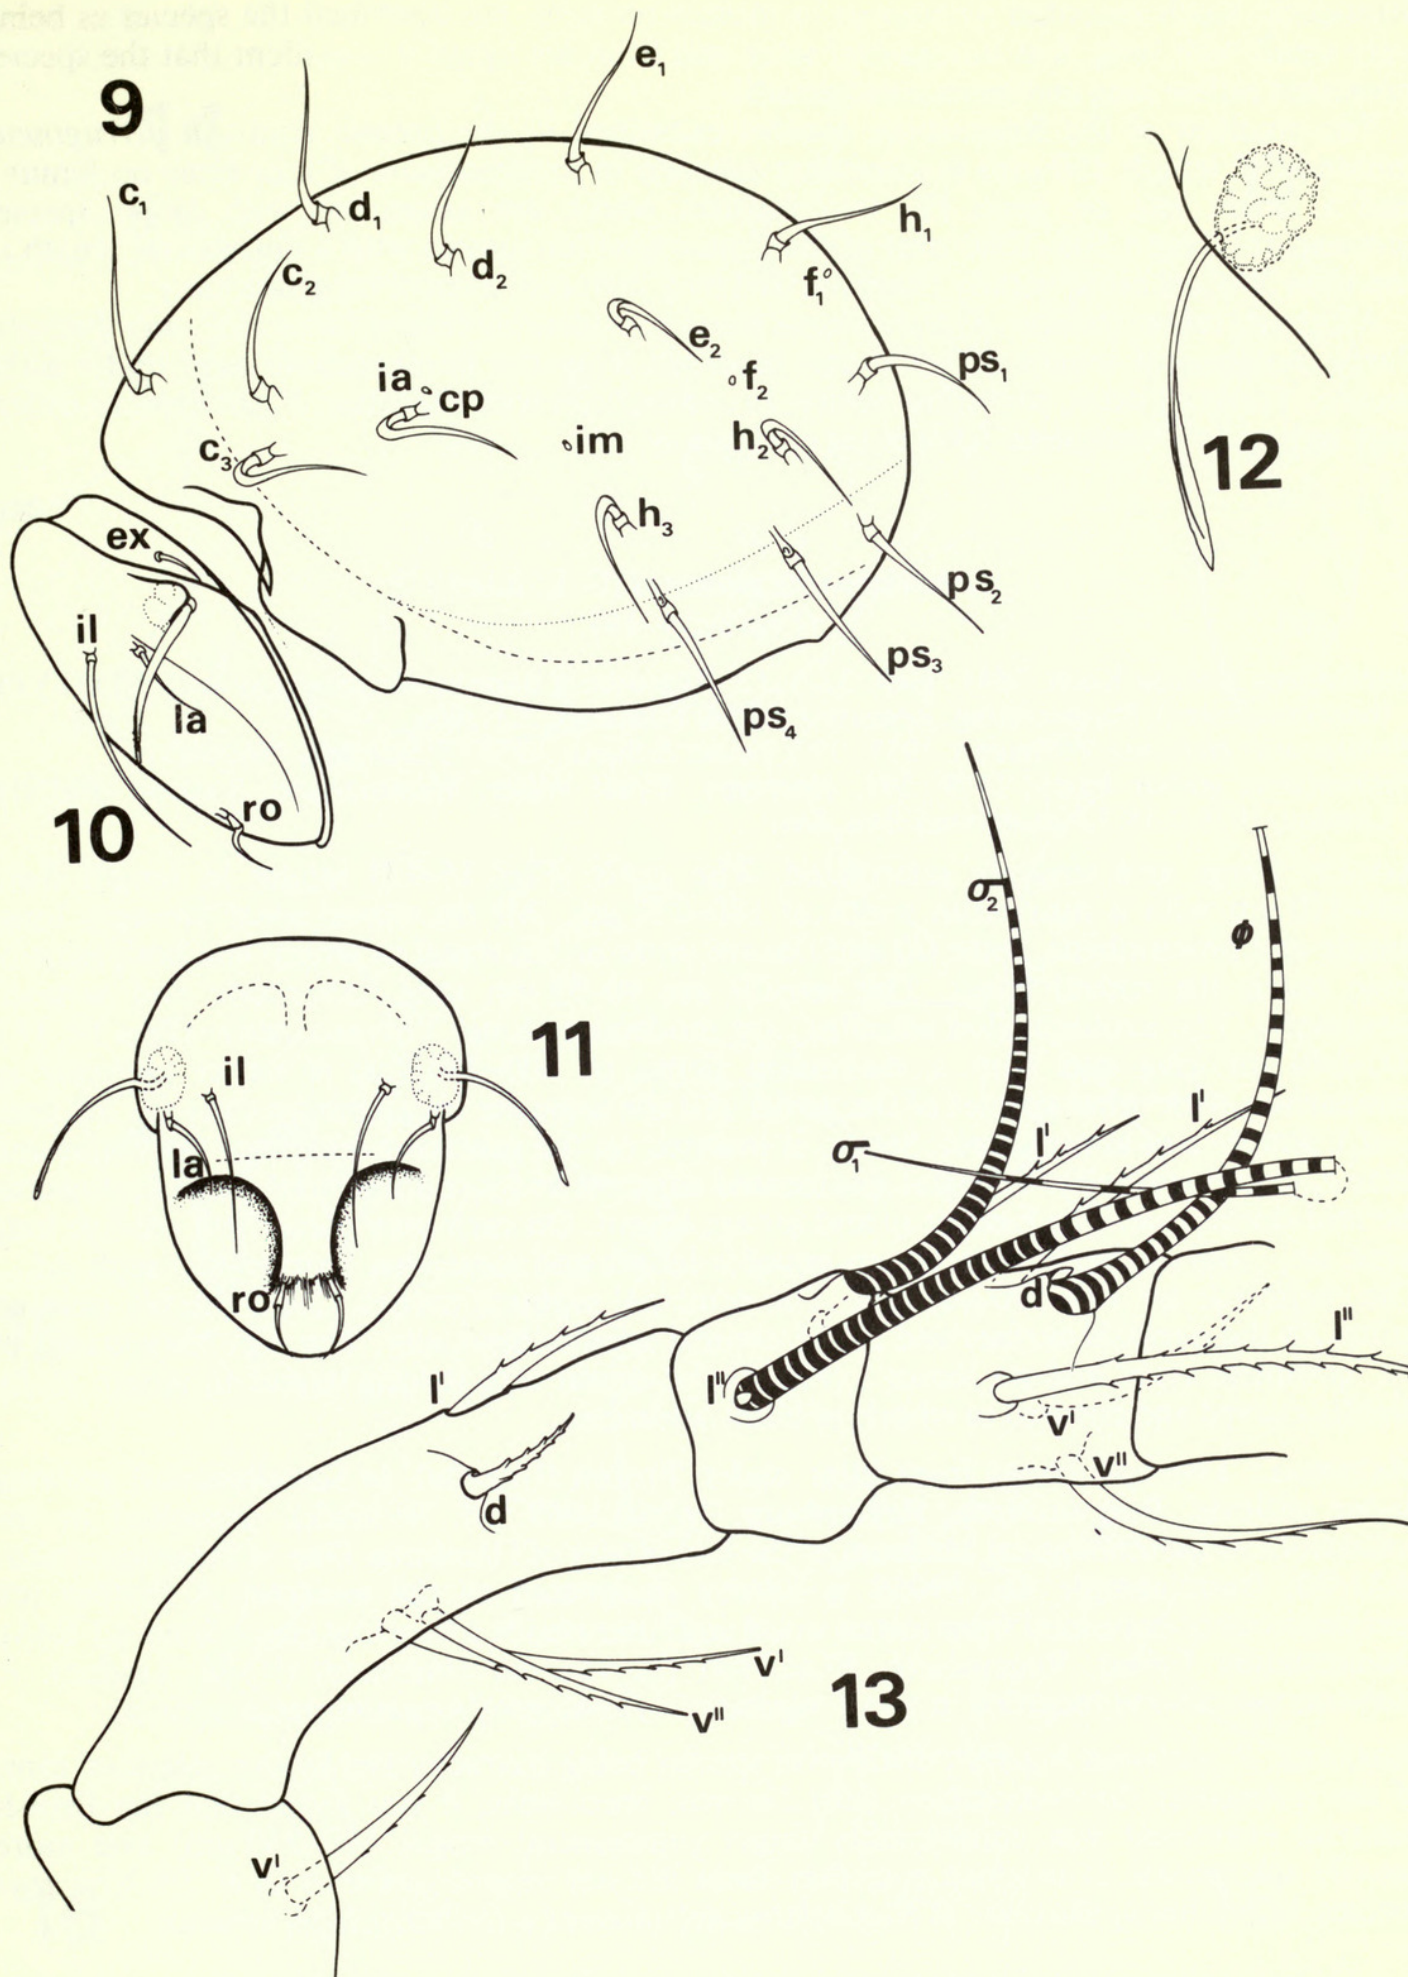 9
e₁
c₁
d₁
c₂
d₂
h₁
f₁
e₂
ia
cp
f₂
ps₁
im
h₂
c₃
12
h₃
ex
ps₂
il
ps₃
la
ps₄
10
ro
σ₂
ϕ
11
il
l'
l'
σ₁
la
ro
d
l"
l'
l"
v'
v"
d
v'
13
v"
v'